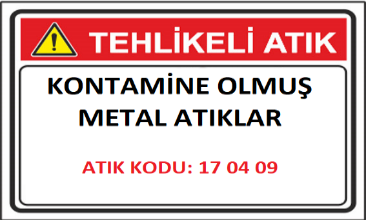 TEHLİKELİ ATIK
KONTAMİNE OLMUŞ
METAL ATIKLAR
ATIK KODU: 17 04 09